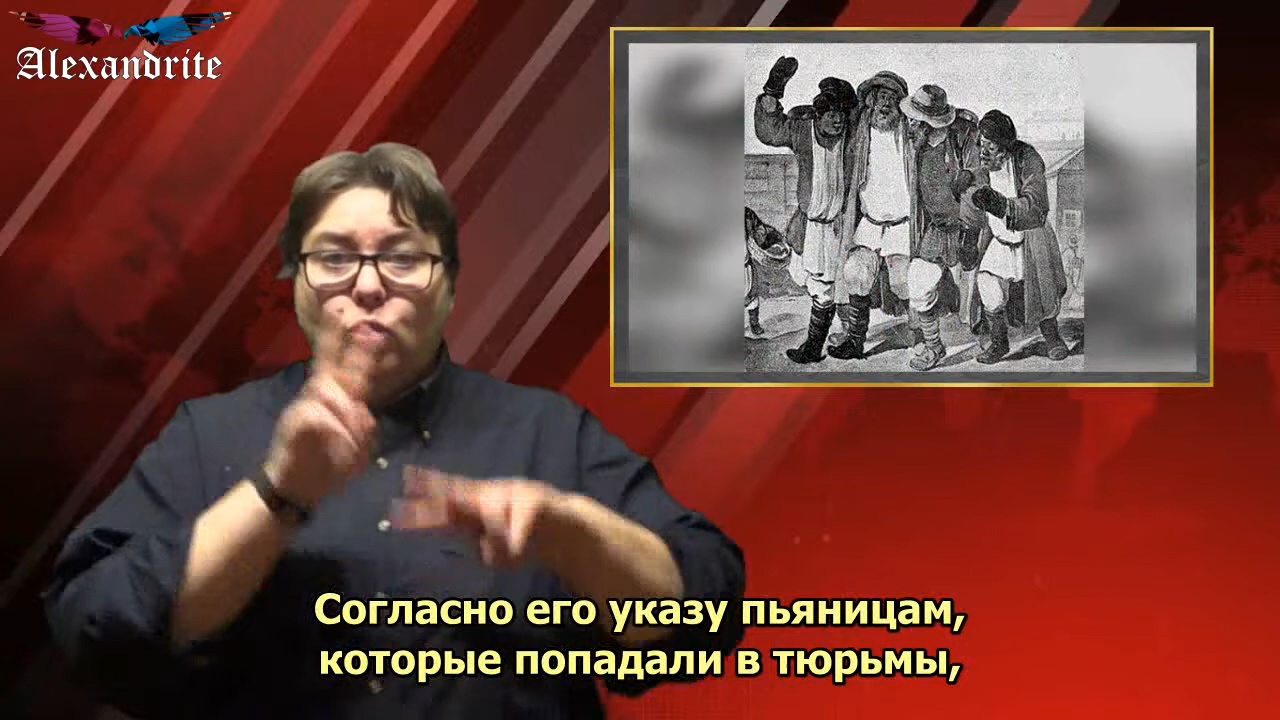 Alexandrite
Согласно его указу пьяницам,
которые попадали в тюрьмы,